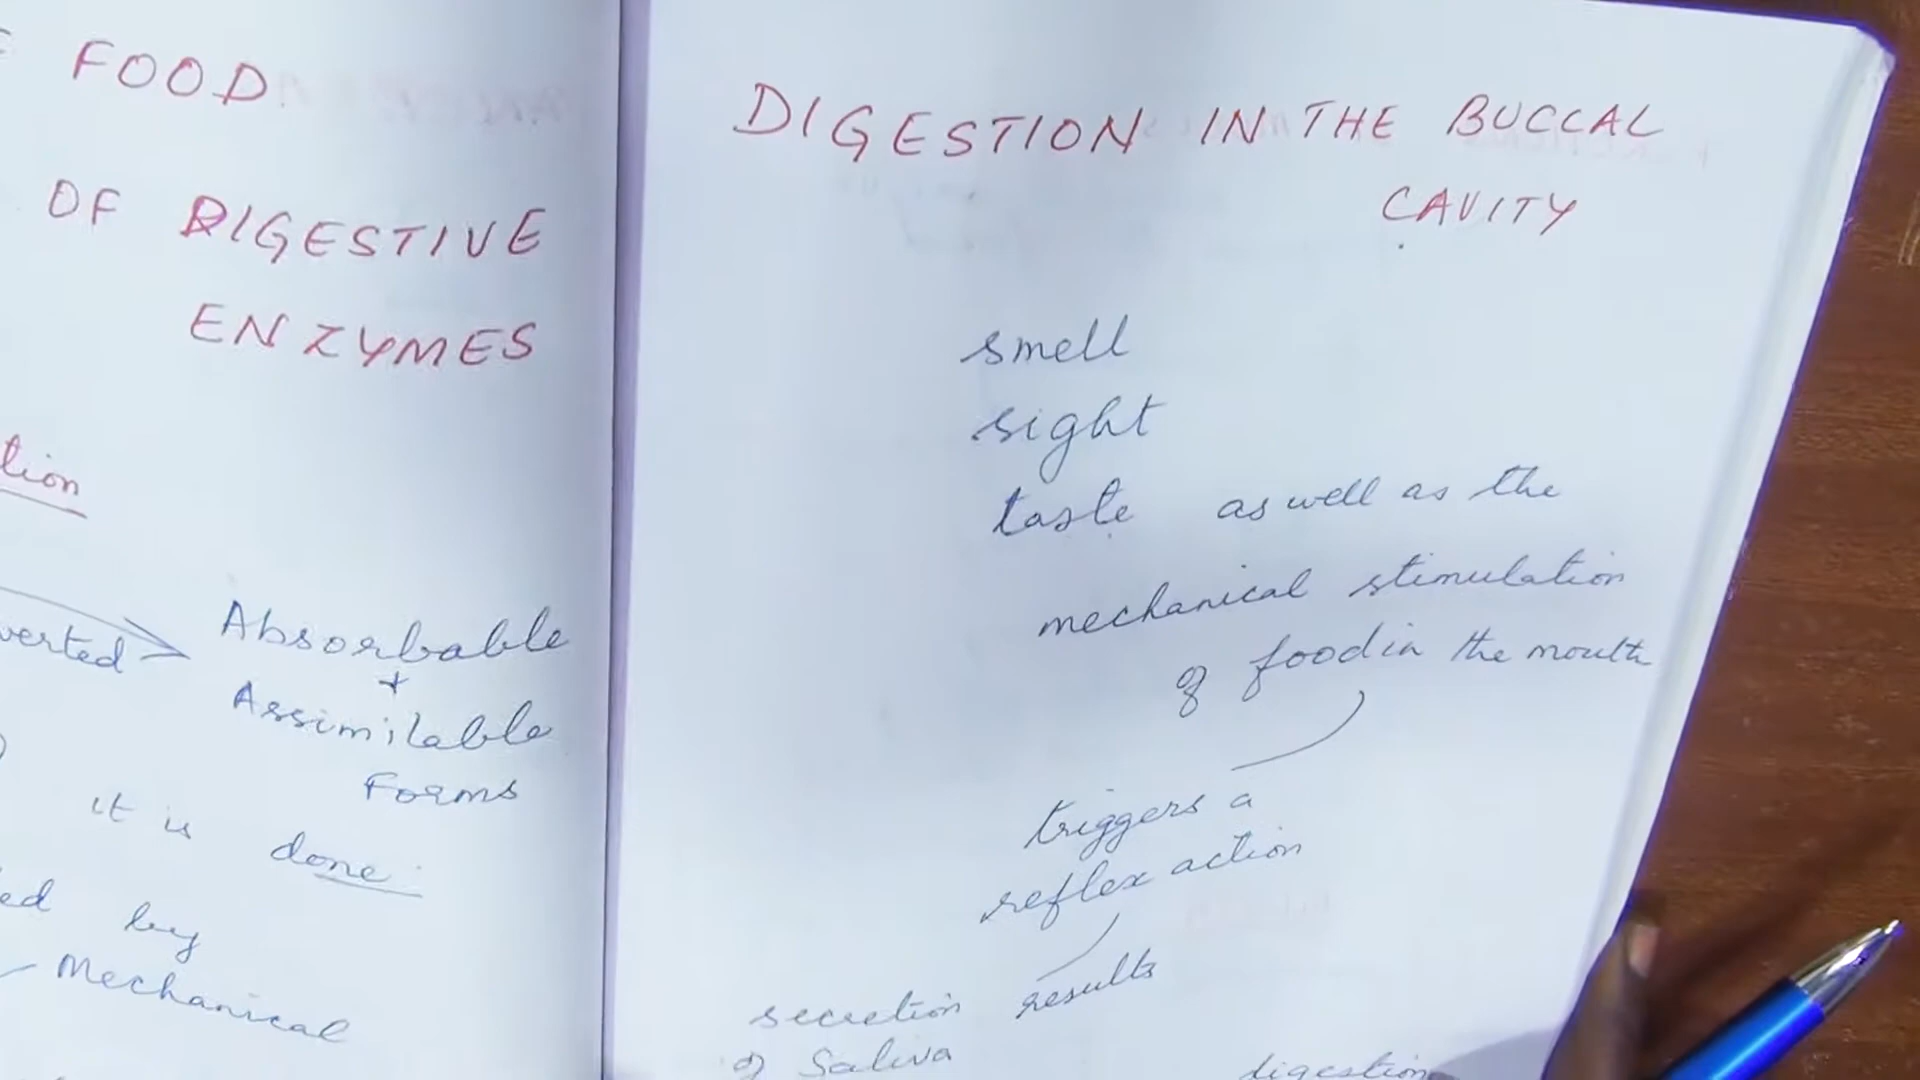 FOOD
OF DIGESTIVE
ENZYMES
tion
verted
Absorbable
+
Assimilable
Forms
it is done
ed by
Mechanical
DIGESTION IN THE BUCCAL
CAVITY
smell
sight
taste as well as the
mechanical stimulation
of food in the mouth
triggers a
reflex action
results
secretion
of Saliva
digestion